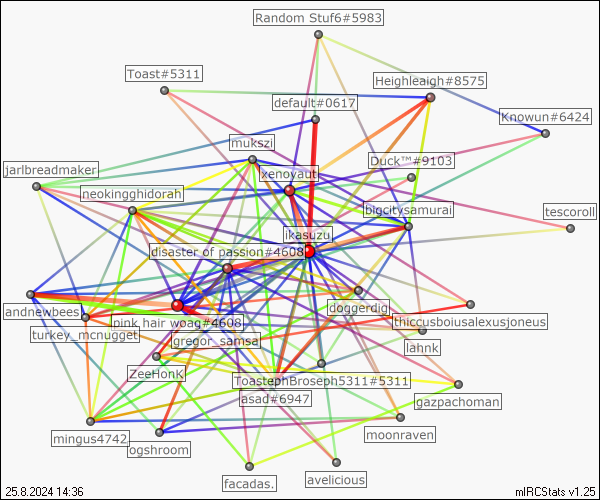 Random Stuf6#5983
Toast#5311
Heighleaigh#8575
default#0617
Knowun#6424
mukszi
Duck™#9103
jarlbreadmaker
xenoyaut
neokingghidorah
bigcitysamurai
tescoroll
ikasuzu
disaster of passion#4608
andnewbees
doggerdig
pink hair woag#4608
thiccusboiusalexusjoneus
turkey_mcnugget
gregor_samsa
lahnk
ZeeHonK
ToastephBroseph5311#5311
asad#6947
gazpachoman
mingus4742
moonraven
ogshroom
facadas.
avelicious
25.8.2024 14:36
mIRCStats v1.25